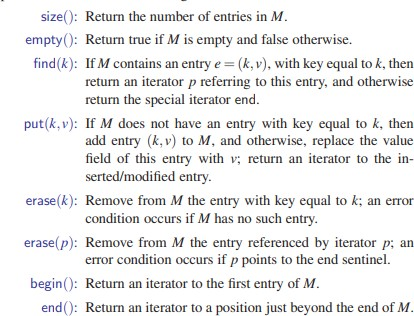 size(): Return the number of entries in M.
empty(): Return true if M is empty and false otherwise.
find(k): If M contains an entry e = (k,v), with key equal to k, then
return an iterator p referring to this entry, and otherwise
return the special iterator end.
put(k,v): If M does not have an entry with key equal to k, then
add entry (k,v) to M, and otherwise, replace the value
field of this entry with v; return an iterator to the in-
serted/modified entry.
erase(k): Remove from M the entry with key equal to k; an error
condition occurs if M has no such entry.
erase(p): Remove from M the entry referenced by iterator p; an
error condition occurs if p points to the end sentinel.
begin(): Return an iterator to the first entry of M.
end(): Return an iterator to a position just beyond the end of M.